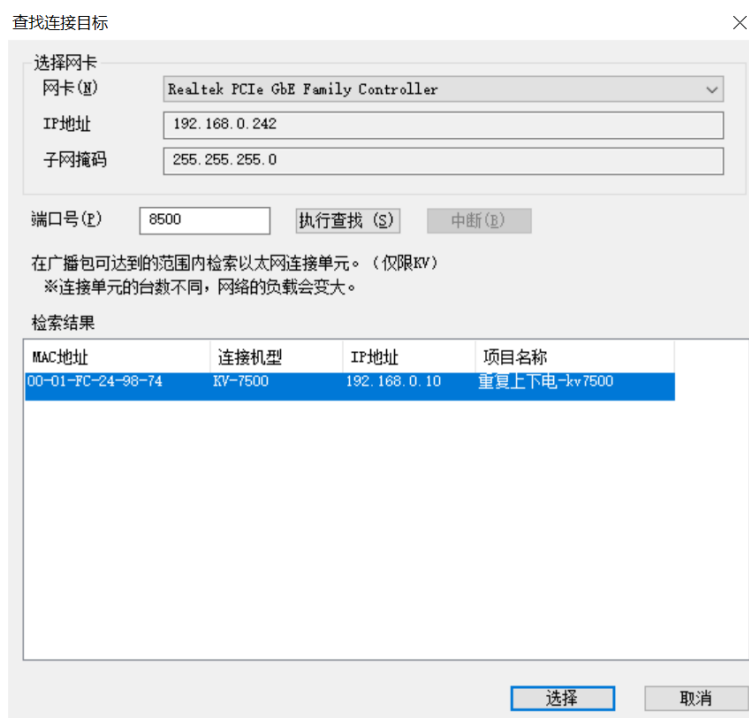 查找连接目标
选择网卡
网卡(N) Realtek PCIe GbE Family Controller
IP地址 192.168.0.242
子网掩码 255.255.255.0
端口号(P) 8500 执行查找 (S) 中断(B)
在广播包可达到的范围内检索以太网连接单元。（仅限KV）
※连接单元的台数不同，网络的负载会变大。
检索结果
MAC地址 连接机型 IP地址 项目名称
00-01-FC-24-98-74 KV-7500 192.168.0.10 重复上下电-kv7500
选择 取消